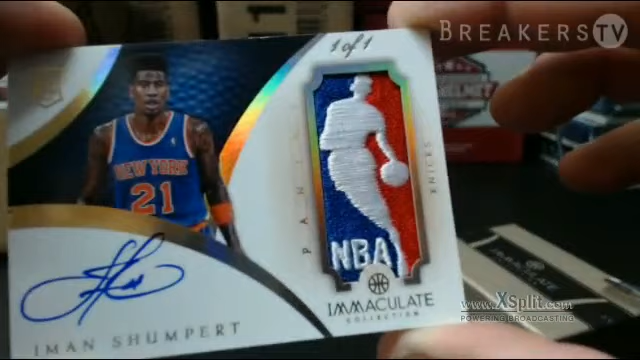 BREAKERSTV
1 of 1
NEW YORK
21
PANINI
KNICKS
NBA
IMMACULATE
COLLECTION
IMAN SHUMPERT
IMMACULATE
www.XSplit.com
POWERING BROADCASTING